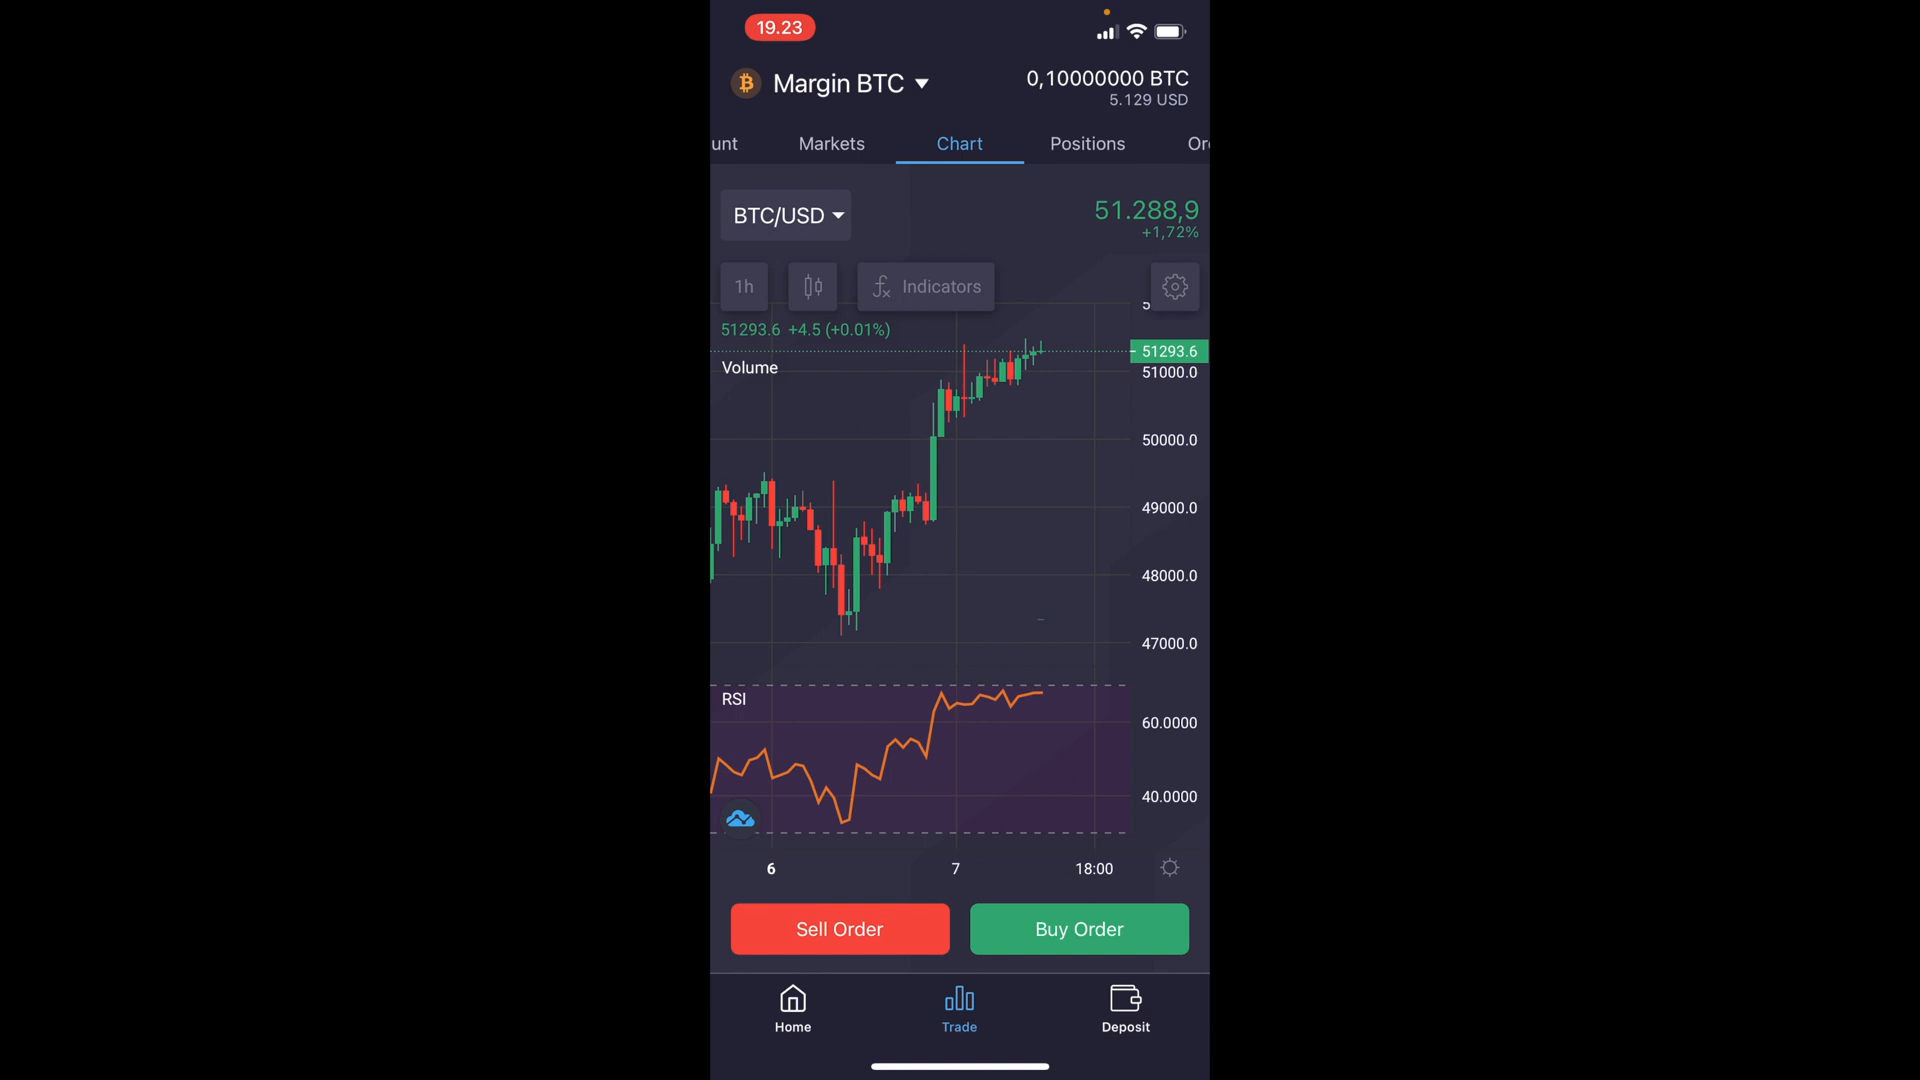 19.23
Margin BTC
0,10000000 BTC
5.129 USD
unt
Markets
Chart
Positions
Or
BTC/USD
51.288,9
+1,72%
1h
Indicators
5
51293.6 +4.5 (+0.01%)
51293.6
Volume
51000.0
50000.0
49000.0
48000.0
47000.0
RSI
60.0000
40.0000
6
7
18:00
Sell Order
Buy Order
Home
Trade
Deposit